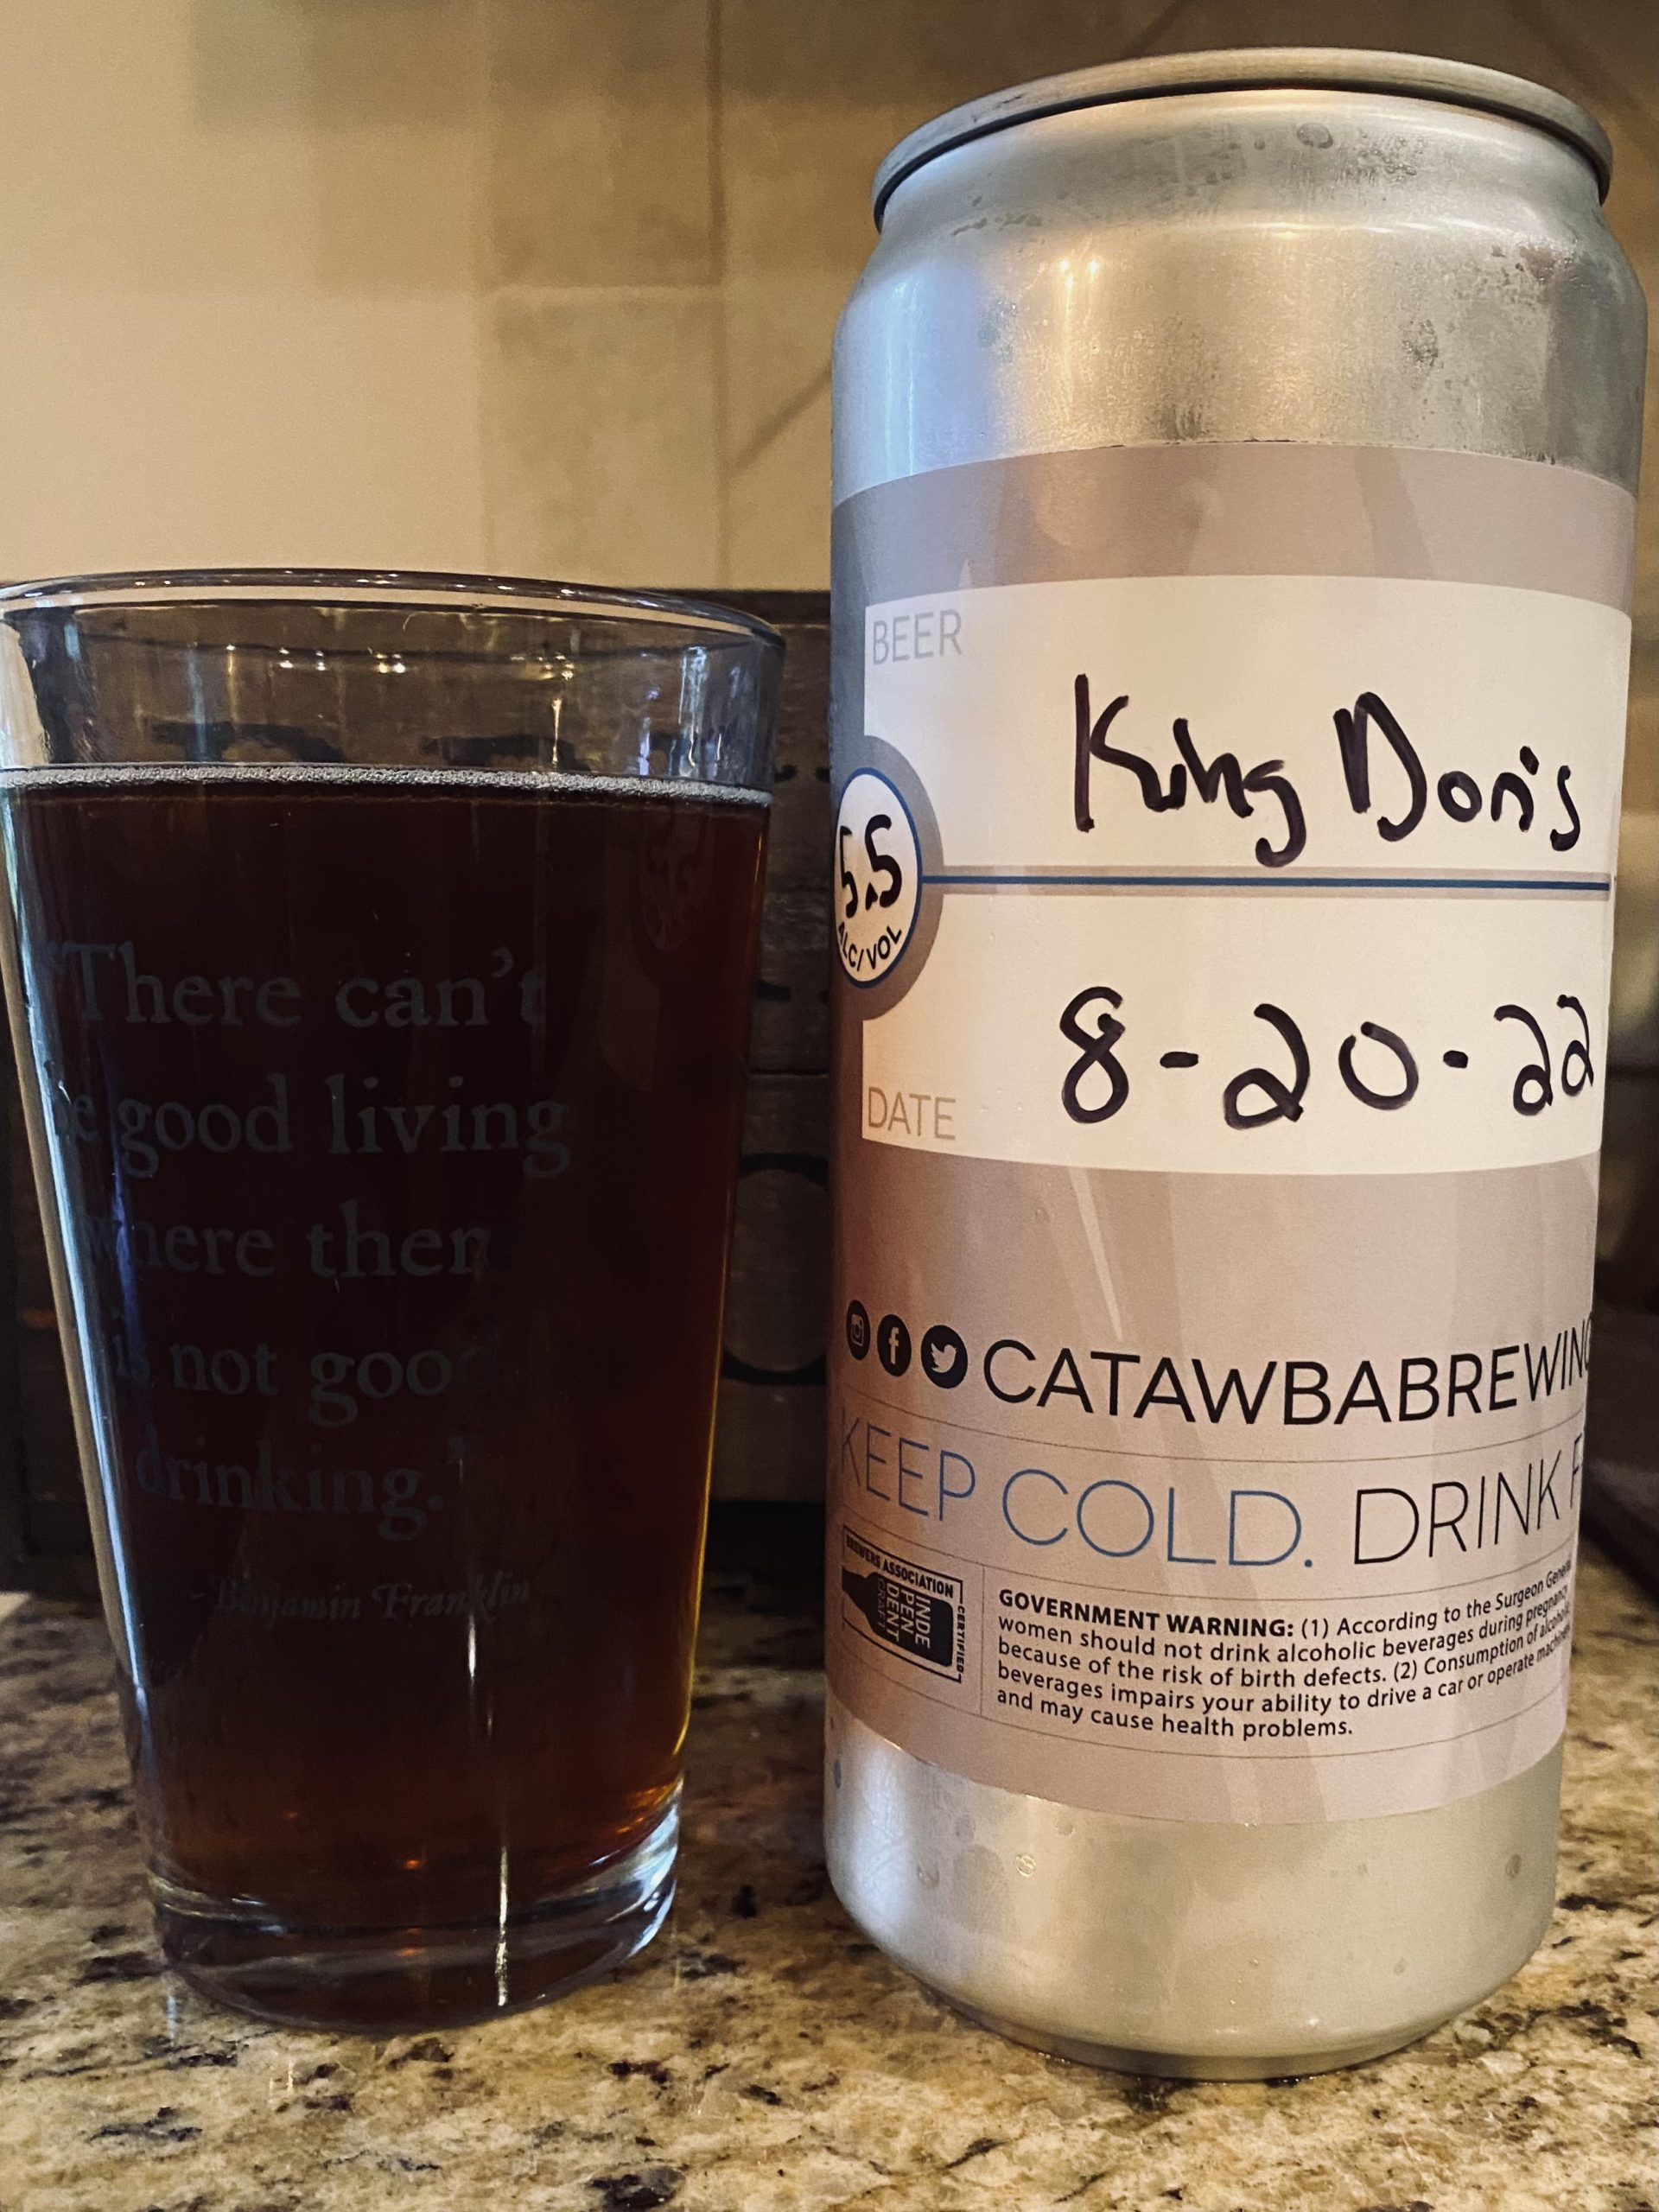 "There can't
be good living
where there
is not good
drinking."
- Benjamin Franklin
BEER
King Don's
5.5
ALC/VOL
8-20-22
DATE
CATAWBABREWING
KEEP COLD. DRINK
BREWERS ASSOCIATION
INDE
PEN
DENT
CRAFT
CERTIFIED
GOVERNMENT WARNING: (1) According to the Surgeon General
women should not drink alcoholic beverages during pregnancy
because of the risk of birth defects. (2) Consumption of alcoholic
beverages impairs your ability to drive a car or operate machinery
and may cause health problems.